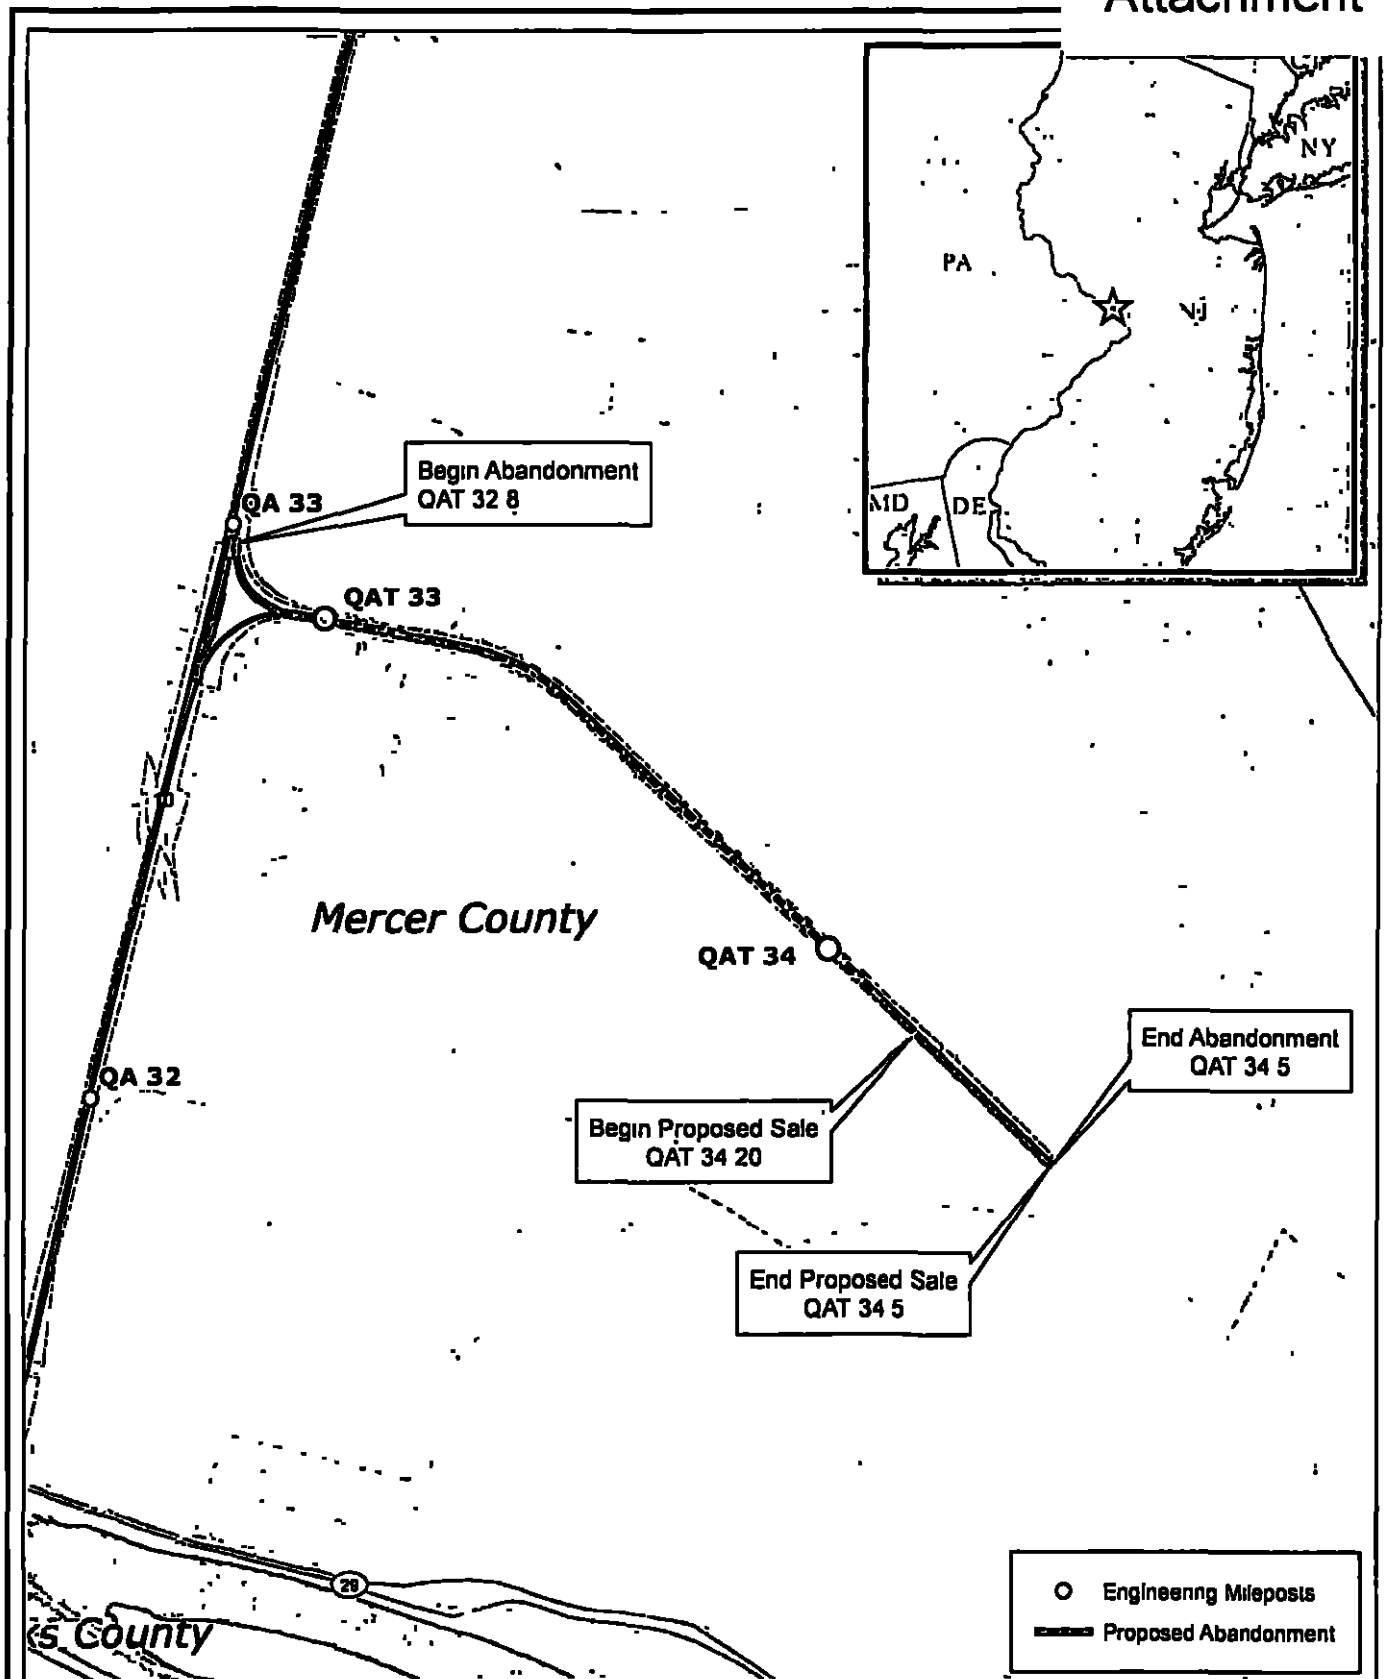 Attachment
NY
PA
NJ
MD
DE
Begin Abandonment
QAT 32 8
QA 33
QAT 33
Mercer County
QAT 34
End Abandonment
QAT 34 5
QA 32
Begin Proposed Sale
QAT 34 20
End Proposed Sale
QAT 34 5
29
County
Engineering Mileposts
Proposed Abandonment